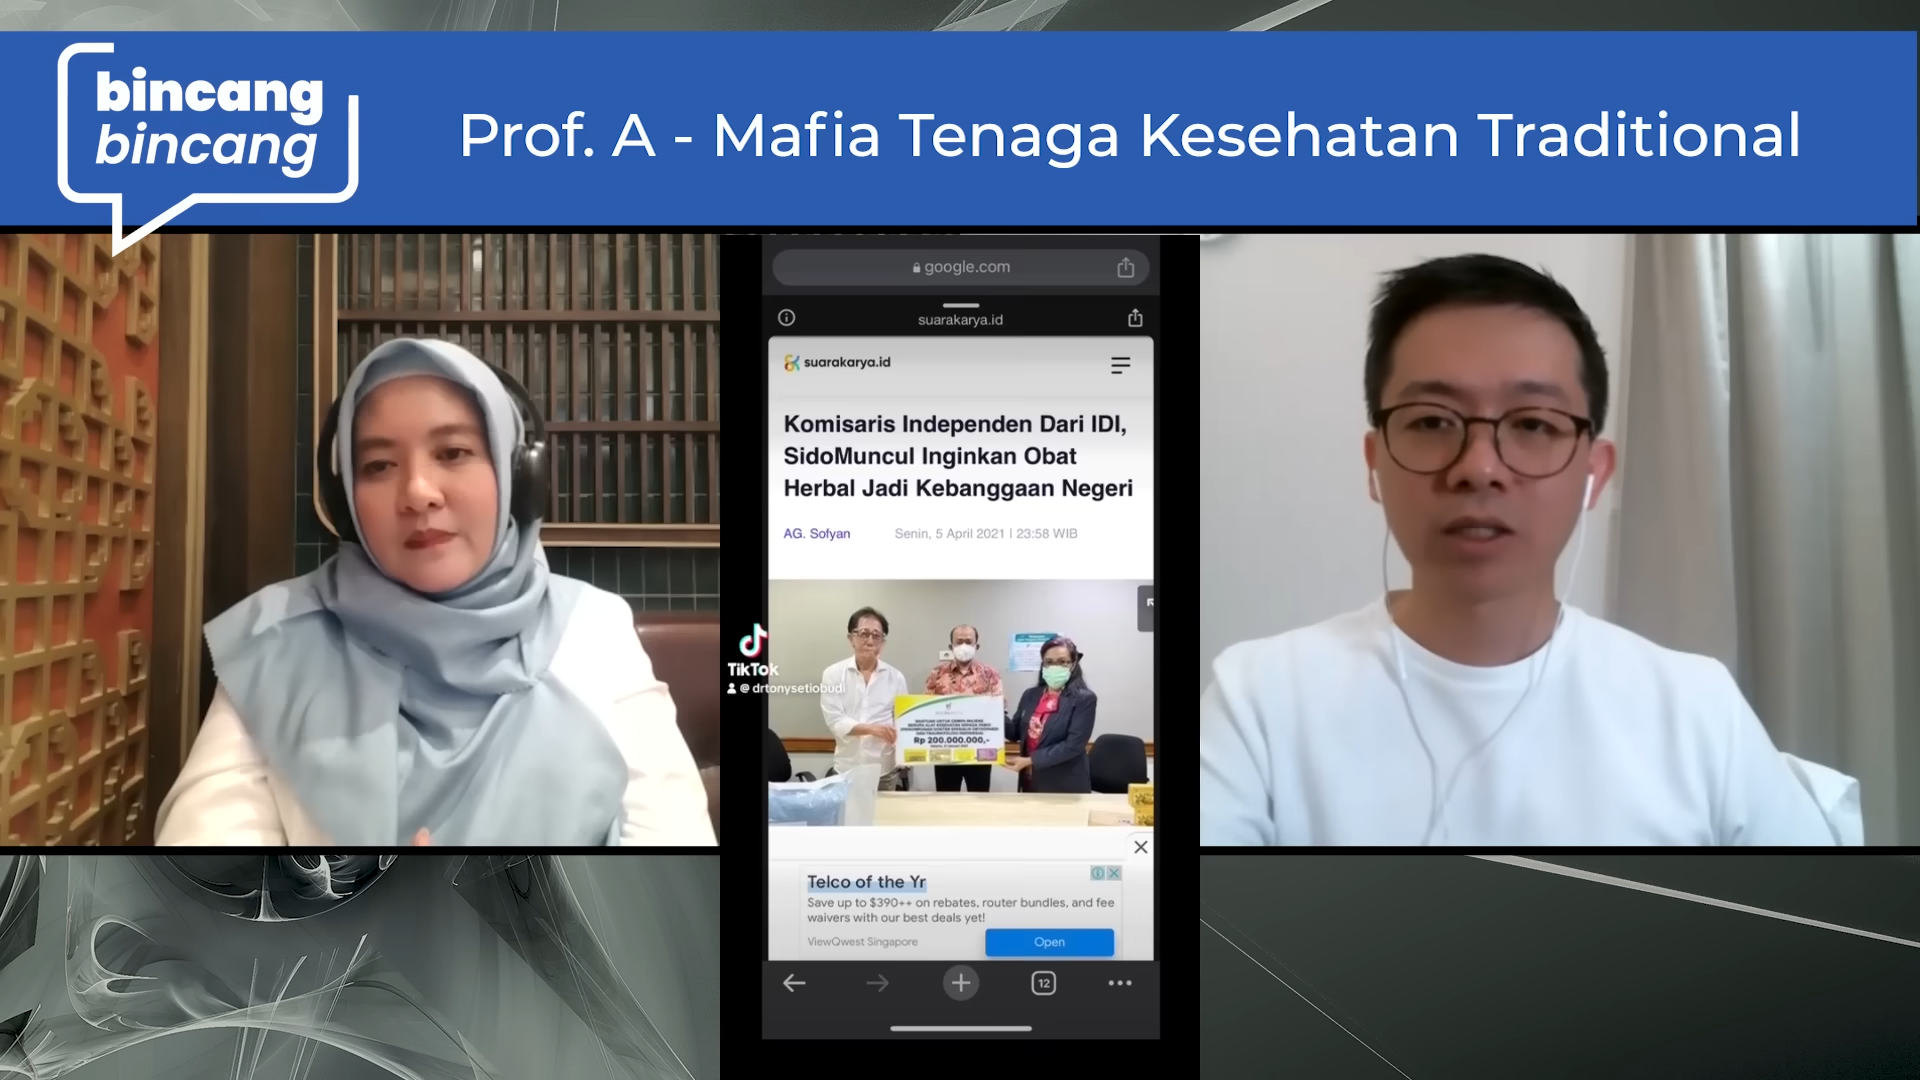 bincang
bincang
Prof. A - Mafia Tenaga Kesehatan Traditional
google.com
suarakarya.id
suarakarya.id
Komisaris Independen Dari IDI,
SidoMuncul Inginkan Obat
Herbal Jadi Kebanggaan Negeri
AG. Sofyan
Senin, 5 April 2021 | 23:58 WIB
Rp 200.000.000,-
TikTok
@ drtonysetiobudi
Telco of the Yr
Save up to $390++ on rebates, router bundles, and fee
waivers with our best deals yet!
ViewQwest Singapore
Open
12